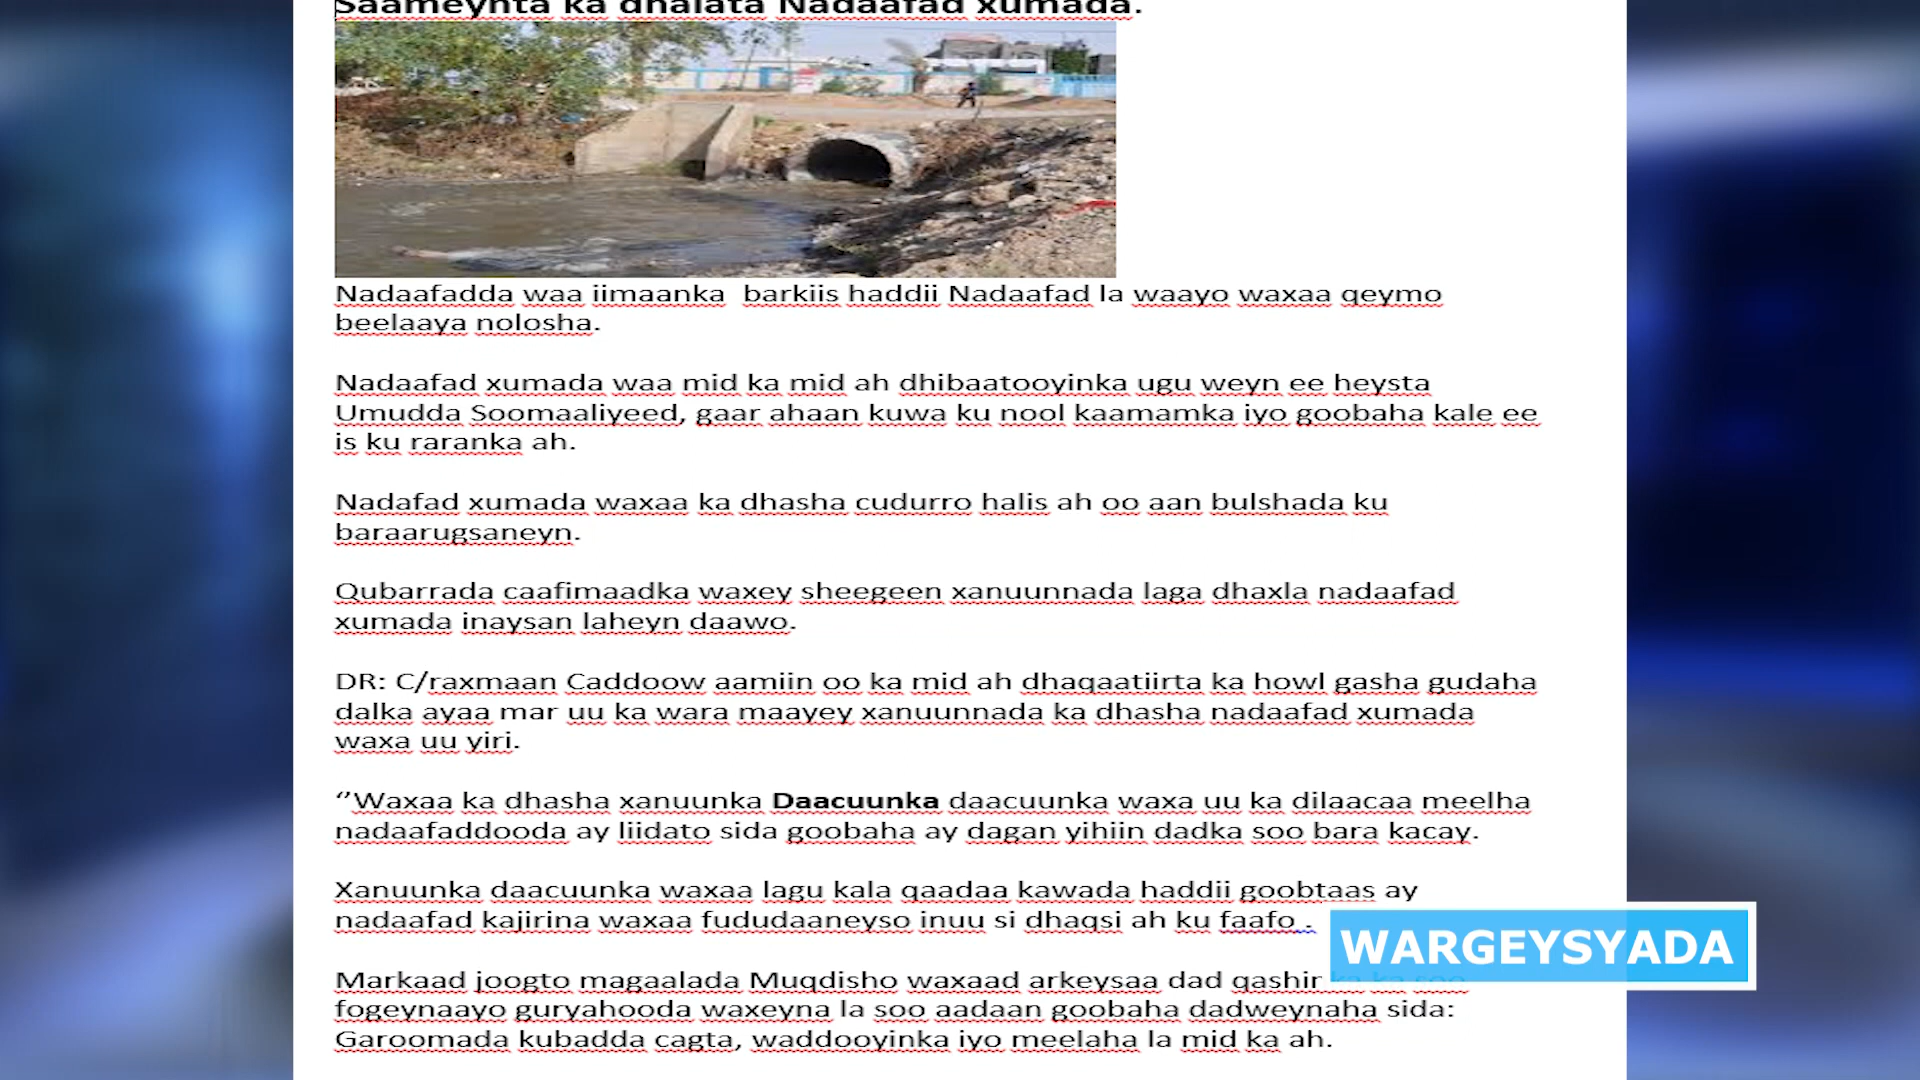 Saameynta ka dhalata Nadaafad xumada.
Nadaafadda waa iimaanka barkiis haddii Nadaafad la waayo waxaa qeymo
beelaaya nolosha.
Nadaafad xumada waa mid ka mid ah dhibaatooyinka ugu weyn ee heysta
Umudda Soomaaliyeed, gaar ahaan kuwa ku nool kaamamka iyo goobaha kale ee
is ku raranka ah.
Nadafad xumada waxaa ka dhasha cudurro halis ah oo aan bulshada ku
baraarugsaneyn.
Qubarrada caafimaadka waxey sheegeen xanuunnada laga dhaxla nadaafad
xumada inaysan laheyn daawo.
DR: C/raxmaan Caddoow aamiin oo ka mid ah dhaqaatiirta ka howl gasha gudaha
dalka ayaa mar uu ka wara maayey xanuunnada ka dhasha nadaafad xumada
waxa uu yiri.
‘’Waxaa ka dhasha xanuunka Daacuunka daacuunka waxa uu ka dilaacaa meelha
nadaafaddooda ay liidato sida goobaha ay dagan yihiin dadka soo bara kacay.
Xanuunka daacuunka waxaa lagu kala qaadaa kawada haddii goobtaas ay
nadaafad kajirina waxaa fududaaneyso inuu si dhaqsi ah ku faafo. .
WARGEYSYADA
Markaad joogto magaalada Muqdisho waxaad arkeysaa dad qashir ka ka soo
fogeynaayo guryahooda waxeyna la soo aadaan goobaha dadweynaha sida:
Garoomada kubadda cagta, waddooyinka iyo meelaha la mid ka ah.